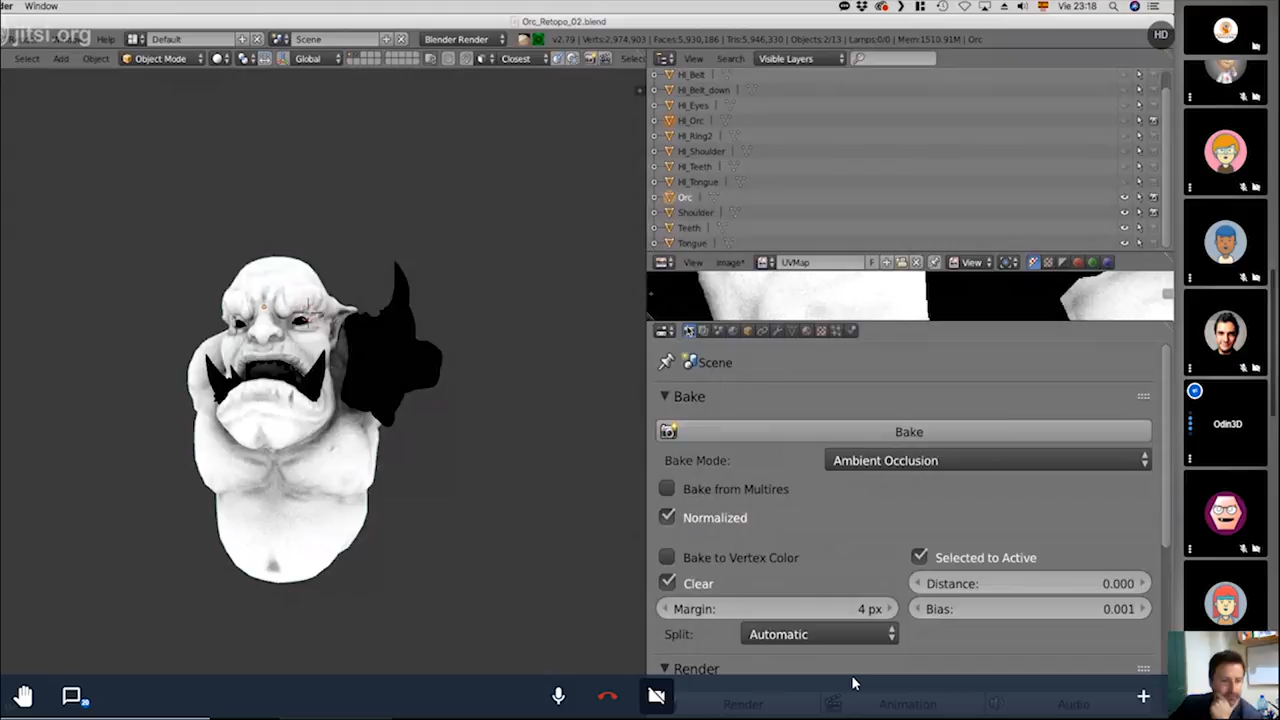 der Window Vie 23:18
jitsi.org Orc_Retopo_02.blend HD
Help Default Scene Blender Render v2.79 | Verts:2,974,903 | Faces:5,930,186 | Tris:5,946,330 | Objects:2/13 | Lamps:0/0 | Mem:1510.91M | Orc
Select Add Object Object Mode Global Closest View Search Visible Layers
HI_Belt
HI_Belt_down
HI_Eyes
HI_Orc
HI_Ring2
HI_Shoulder
HI_Teeth
HI_Tongue
Orc
Shoulder
Teeth
Tongue
View Image* UVMap F View
Scene
Bake
Bake
Bake Mode: Ambient Occlusion
Bake from Multires
Normalized
Bake to Vertex Color Selected to Active
Clear Distance: 0.000
Margin: 4 px Bias: 0.001
Split: Automatic
Render
Render Animation Audio
Odin3D